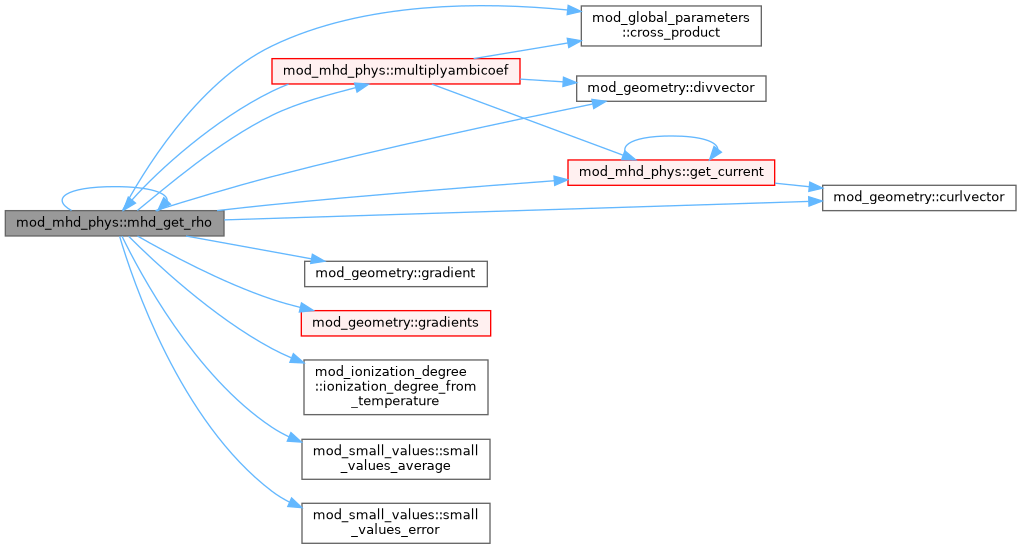 mod_global_parameters
::cross_product
mod_mhd_phys::multiplyambicoef
mod_geometry::divvector
mod_mhd_phys::get_current
mod_geometry::curlvector
mod_mhd_phys::mhd_get_rho
mod_geometry::gradient
mod_geometry::gradients
mod_ionization_degree
::ionization_degree_from
_temperature
mod_small_values::small
_values_average
mod_small_values::small
_values_error